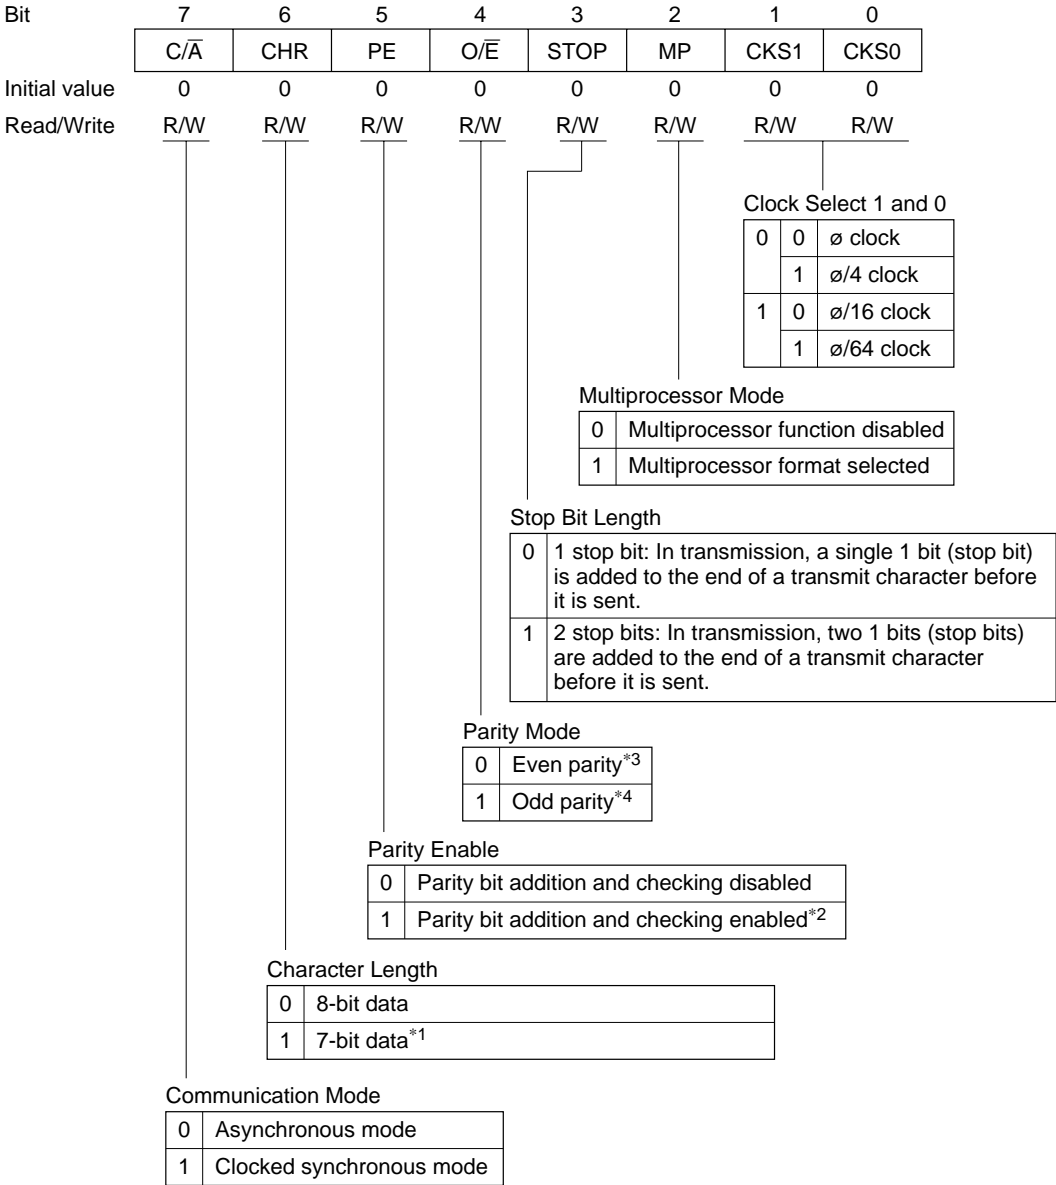 Bit 7 6 5 4 3 2 1 0
C/A̅ CHR PE O/E̅ STOP MP CKS1 CKS0
Initial value 0 0 0 0 0 0 0 0
Read/Write R/W R/W R/W R/W R/W R/W R/W R/W
Clock Select 1 and 0
0 0 ø clock
1 ø/4 clock
1 0 ø/16 clock
1 ø/64 clock
Multiprocessor Mode
0 Multiprocessor function disabled
1 Multiprocessor format selected
Stop Bit Length
0 1 stop bit: In transmission, a single 1 bit (stop bit)
is added to the end of a transmit character before
it is sent.
1 2 stop bits: In transmission, two 1 bits (stop bits)
are added to the end of a transmit character
before it is sent.
Parity Mode
0 Even parity*3
1 Odd parity*4
Parity Enable
0 Parity bit addition and checking disabled
1 Parity bit addition and checking enabled*2
Character Length
0 8-bit data
1 7-bit data*1
Communication Mode
0 Asynchronous mode
1 Clocked synchronous mode